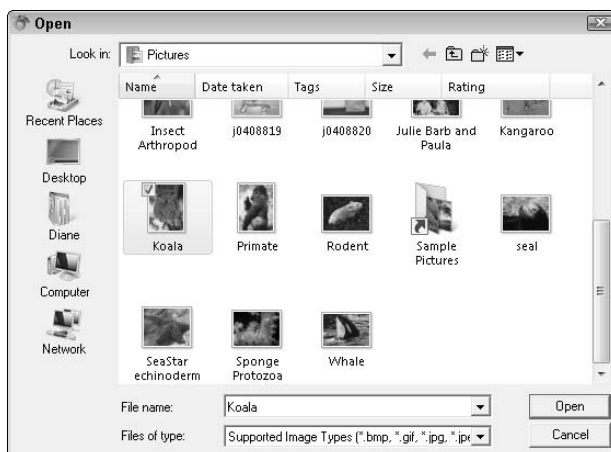 Open
Look in: Pictures
Name Date taken Tags Size Rating
Recent Places
Desktop
Diane
Computer
Network
Insect
Arthropod
j0408819
j0408820
Julie Barb and
Paula
Kangaroo
Koala
Primate
Rodent
Sample
Pictures
seal
SeaStar
echinoderm
Sponge
Protozoa
Whale
File name: Koala
Open
Files of type: Supported Image Types (*.bmp, *.gif, *.jpg, *.jpe
Cancel